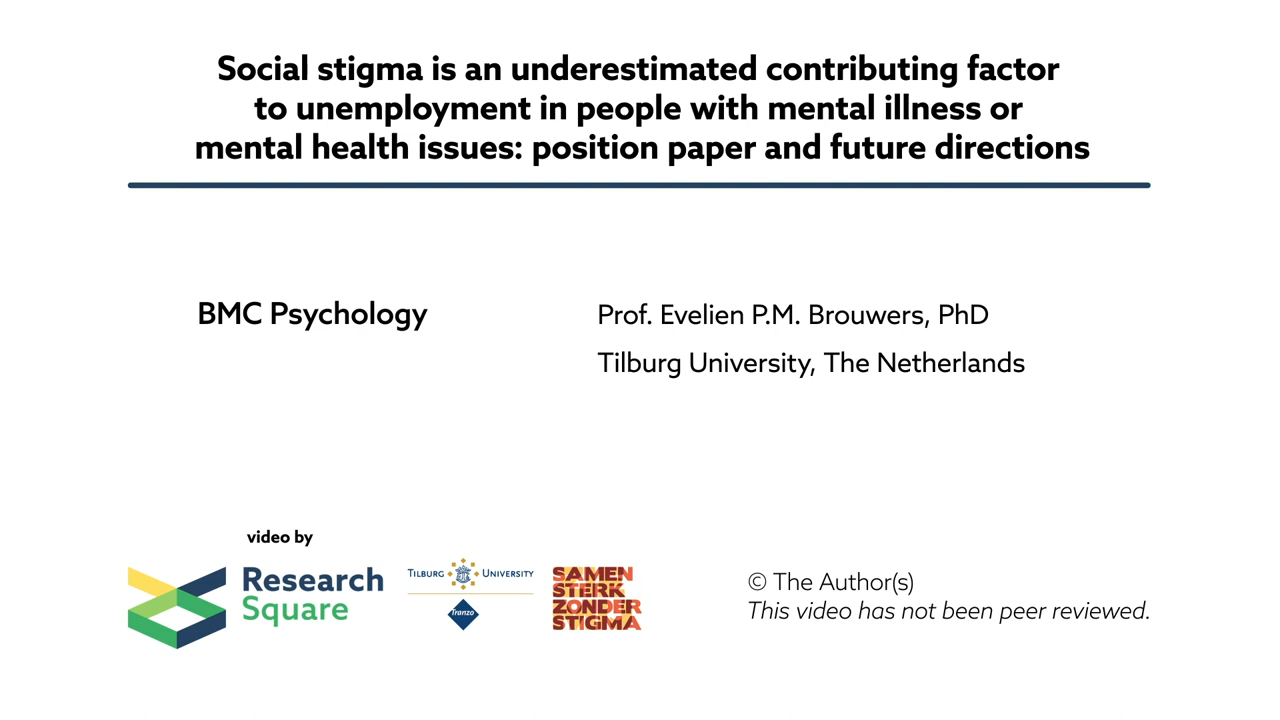 Social stigma is an underestimated contributing factor
to unemployment in people with mental illness or
mental health issues: position paper and future directions
BMC Psychology
Prof. Evelien P.M. Brouwers, PhD
Tilburg University, The Netherlands
video by
Research
Square
TILBURG UNIVERSITY
Tranzo
SAMEN
STERK
ZONDER
STIGMA
© The Author(s)
This video has not been peer reviewed.